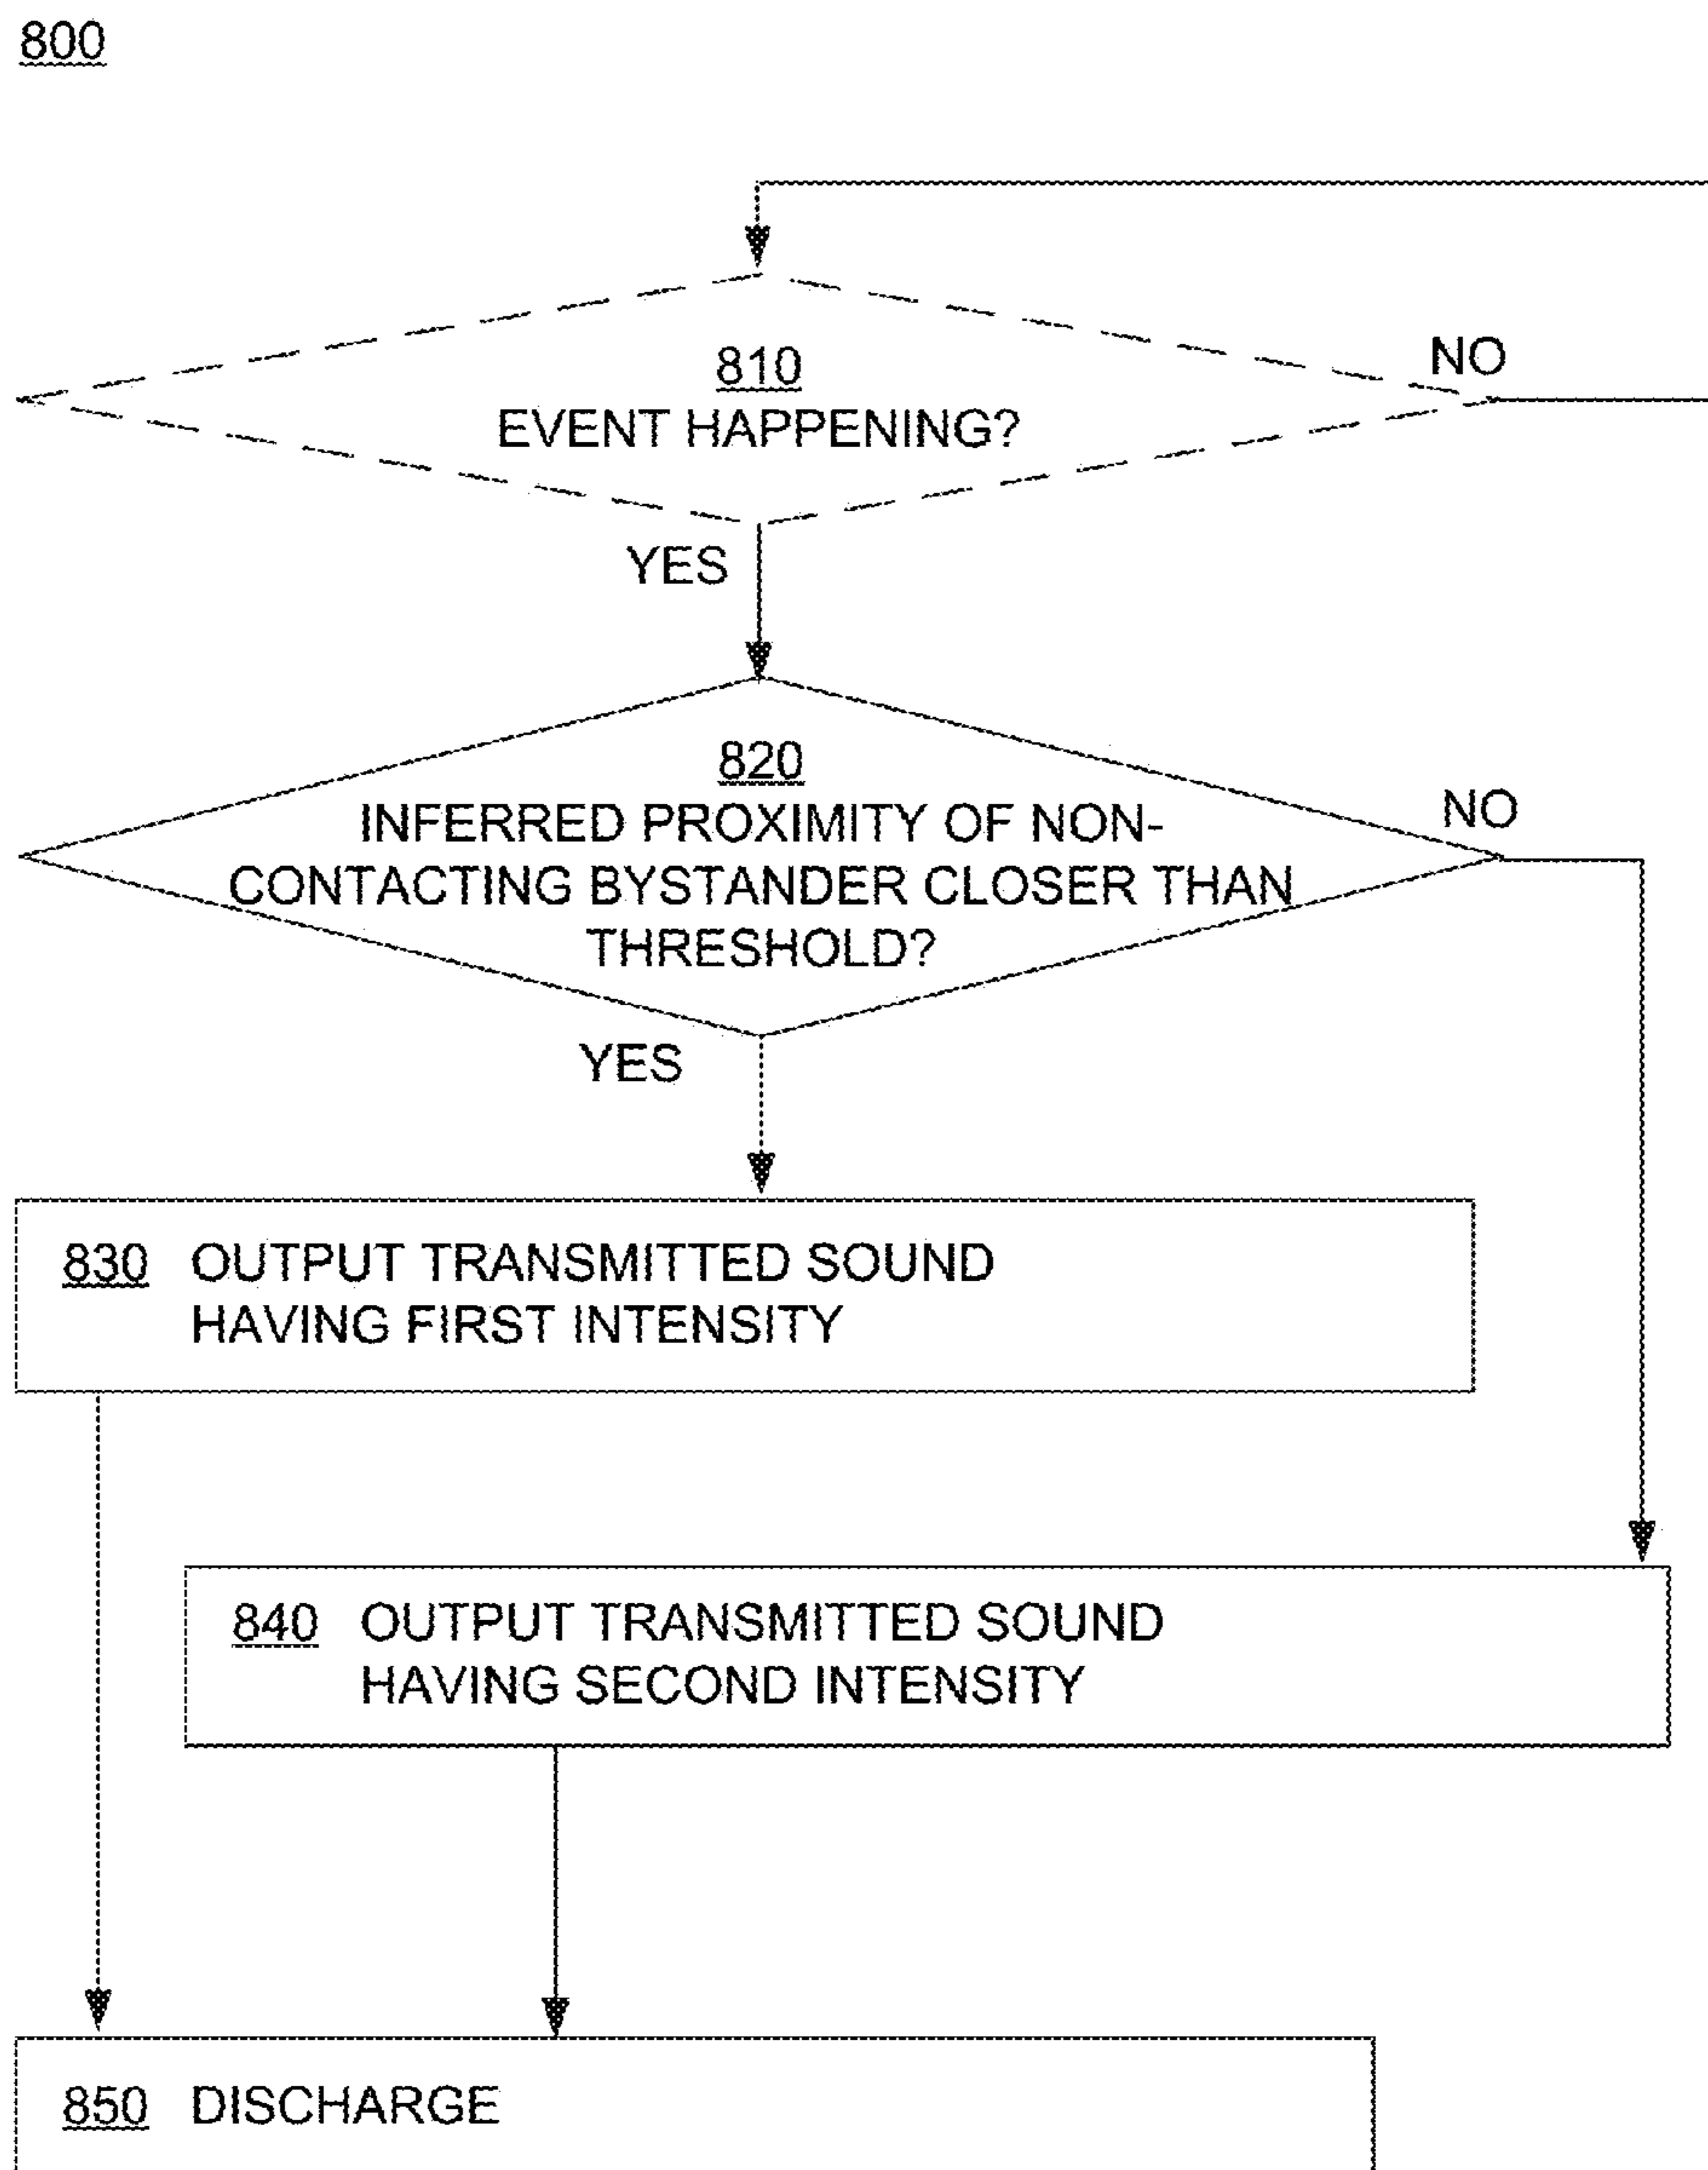 800
810
EVENT HAPPENING?
NO
YES
820
INFERRED PROXIMITY OF NON-
CONTACTING BYSTANDER CLOSER THAN
THRESHOLD?
NO
YES
830 OUTPUT TRANSMITTED SOUND
HAVING FIRST INTENSITY
840 OUTPUT TRANSMITTED SOUND
HAVING SECOND INTENSITY
850 DISCHARGE